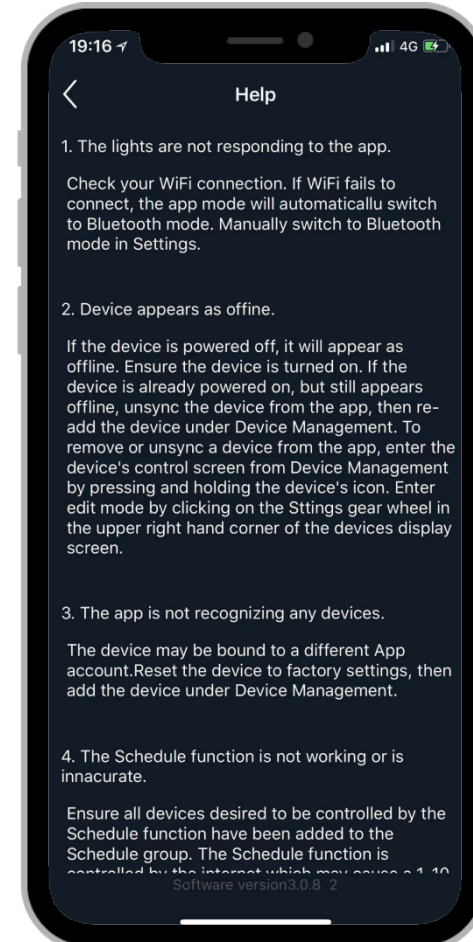 19:16
4G
Help
1. The lights are not responding to the app.
Check your WiFi connection. If WiFi fails to
connect, the app mode will automaticallu switch
to Bluetooth mode. Manually switch to Bluetooth
mode in Settings.
2. Device appears as offine.
If the device is powered off, it will appear as
offline. Ensure the device is turned on. If the
device is already powered on, but still appears
offline, unsync the device from the app, then re-
add the device under Device Management. To
remove or unsync a device from the app, enter the
device's control screen from Device Management
by pressing and holding the device's icon. Enter
edit mode by clicking on the Sttings gear wheel in
the upper right hand corner of the devices display
screen.
3. The app is not recognizing any devices.
The device may be bound to a different App
account.Reset the device to factory settings, then
add the device under Device Management.
4. The Schedule function is not working or is
innacurate.
Ensure all devices desired to be controlled by the
Schedule function have been added to the
Schedule group. The Schedule function is
controlled by the internet which may cause a 1-10
Software version3.0.8 2